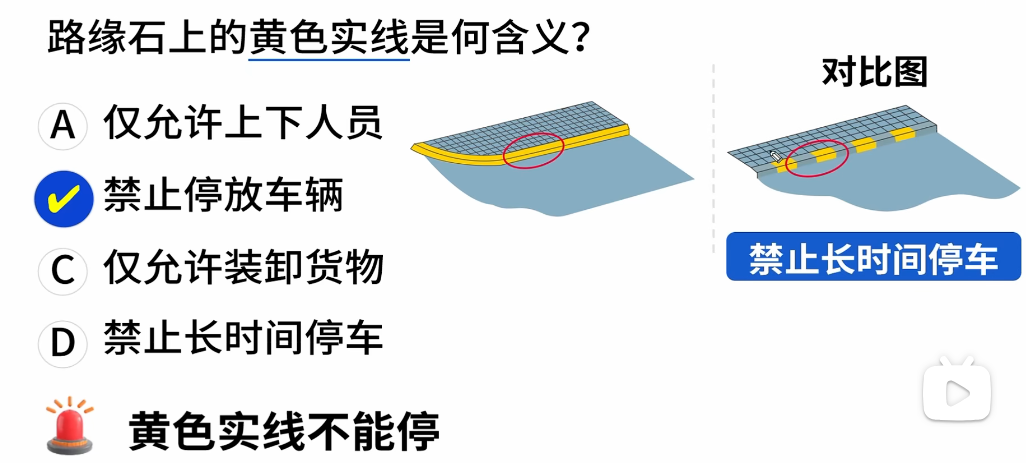 路缘石上的黄色实线是何含义？
A 仅允许上下人员
禁止停放车辆
C 仅允许装卸货物
D 禁止长时间停车
黄色实线不能停
对比图
禁止长时间停车